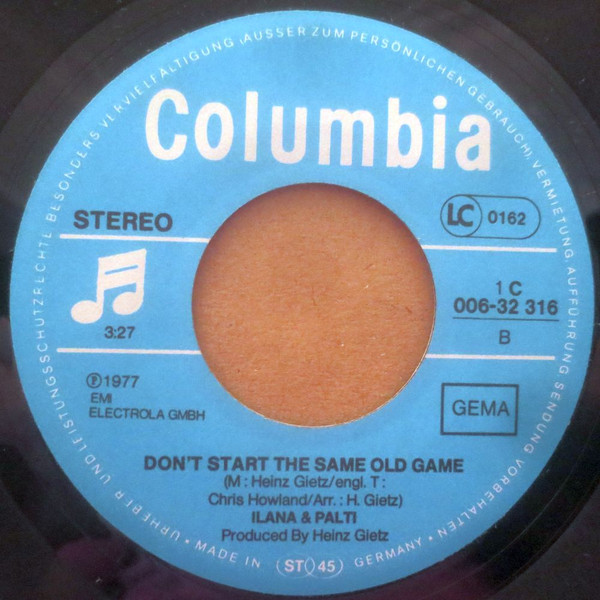 URHEBER UND LEISTUNGSSCHUTZRECHTL. BESONDERS VERVIELFÄLTIGUNG (AUSSER ZUM PERSÖNLICHEN GEBRAUCH), VERMIETUNG, AUFFÜHRUNG, SENDUNG VORBEHALTEN
Columbia
STEREO
LC 0162
3:27
1 C
006-32 316
B
Ⓟ1977
EMI
ELECTROLA GMBH
GEMA
DON'T START THE SAME OLD GAME
(M : Heinz Gietz/engl. T :
Chris Howland/Arr : H. Gietz)
ILANA & PALTI
Produced By Heinz Gietz
• MADE IN ST 45 GERMANY •